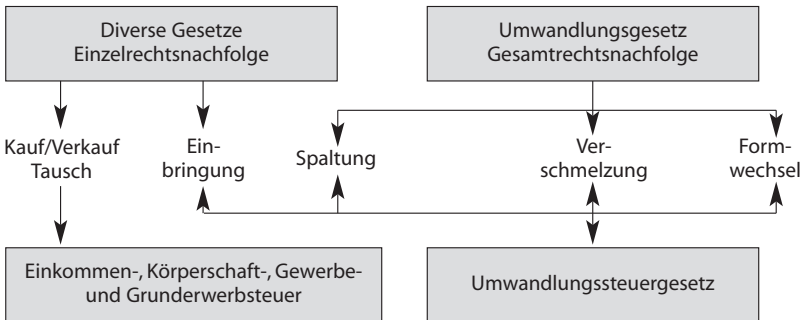 Diverse Gesetze
Einzelrechtsnachfolge
Umwandlungsgesetz
Gesamtrechtsnachfolge
Kauf/Verkauf
Tausch
Ein-
bringung
Spaltung
Ver-
schmelzung
Form-
wechsel
Einkommen-, Körperschaft-, Gewerbe-
und Grunderwerbsteuer
Umwandlungssteuergesetz